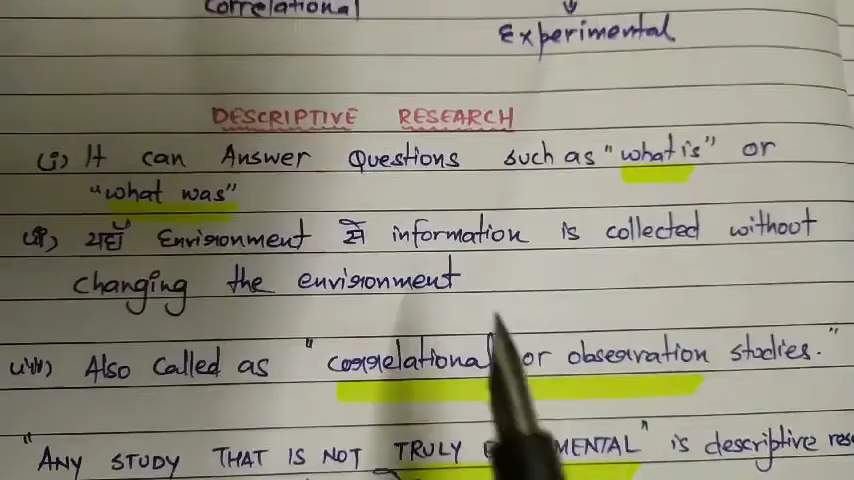 Correlational
Experimental
DESCRIPTIVE RESEARCH
(i) It can Answer Questions such as "what is" or
"what was"
(ii) यहाँ Environment से information is collected without
changing the environment
(iii) Also called as "correlational or observation studies."
"ANY STUDY THAT IS NOT TRULY MENTAL" is descriptive